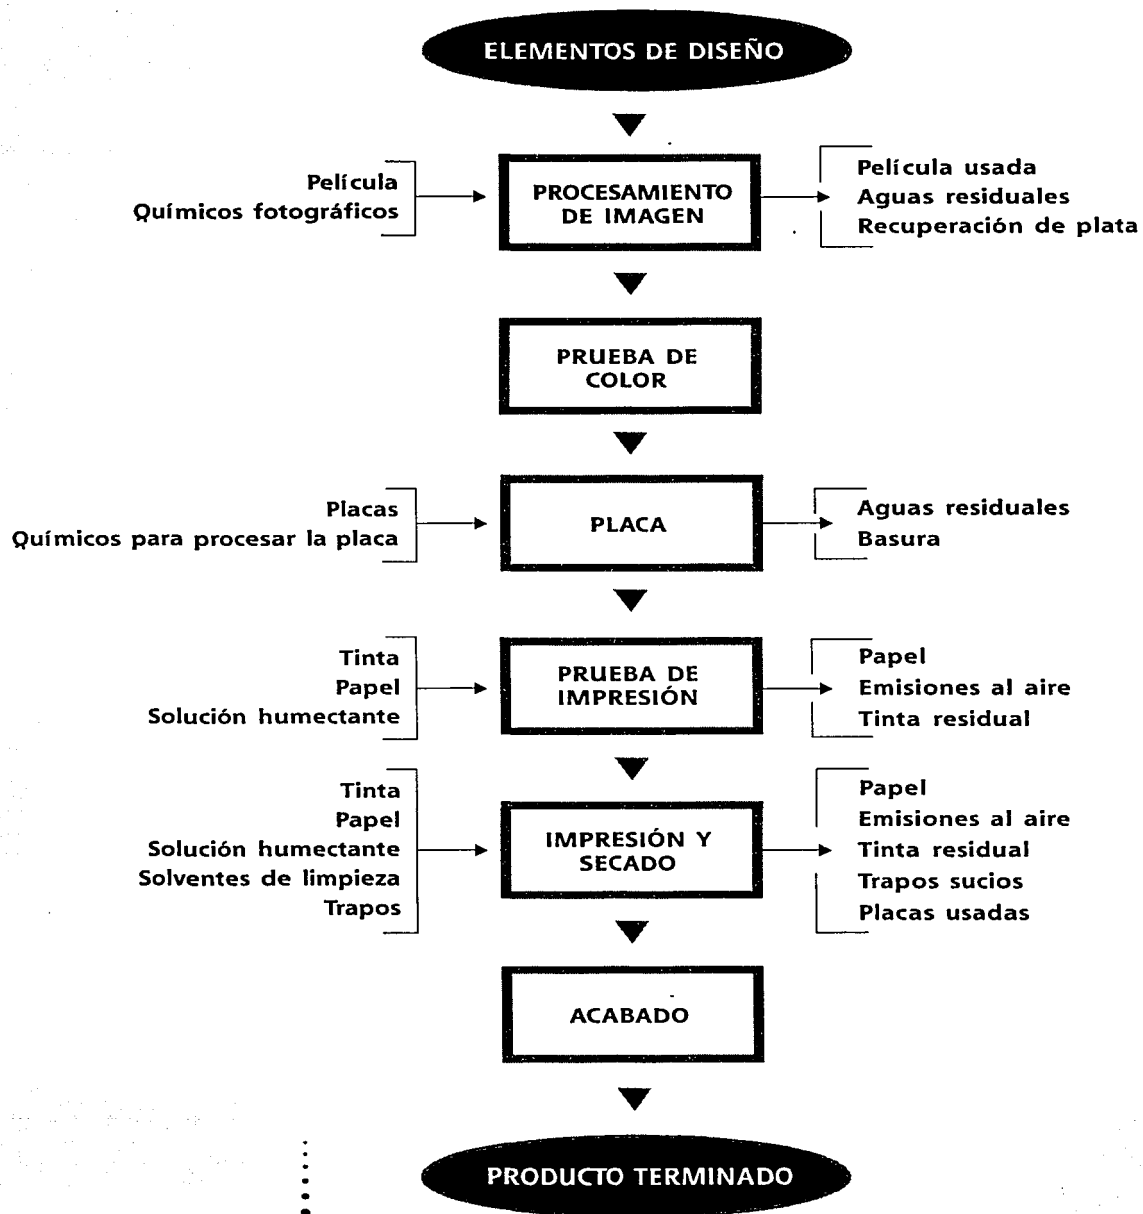 ELEMENTOS DE DISEÑO
Película
Químicos fotográficos
PROCESAMIENTO
DE IMAGEN
Película usada
Aguas residuales
Recuperación de plata
PRUEBA DE
COLOR
Placas
Químicos para procesar la placa
PLACA
Aguas residuales
Basura
Tinta
Papel
Solución humectante
PRUEBA DE
IMPRESIÓN
Papel
Emisiones al aire
Tinta residual
Tinta
Papel
Solución humectante
Solventes de limpieza
Trapos
IMPRESIÓN Y
SECADO
Papel
Emisiones al aire
Tinta residual
Trapos sucios
Placas usadas
ACABADO
PRODUCTO TERMINADO